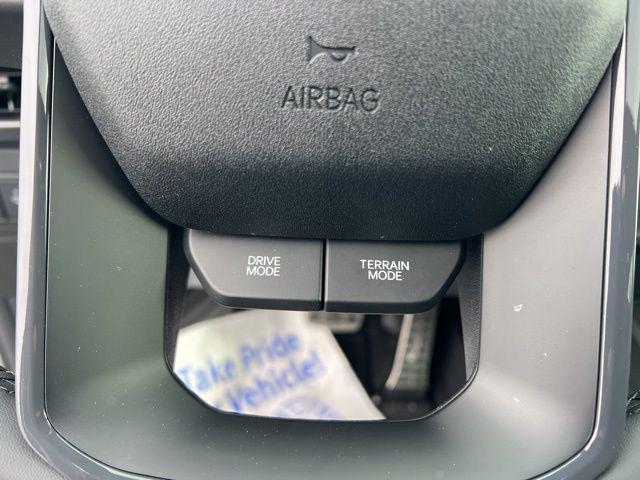 AIRBAG
DRIVE
MODE
TERRAIN
MODE
Take Pride
Vehicle!